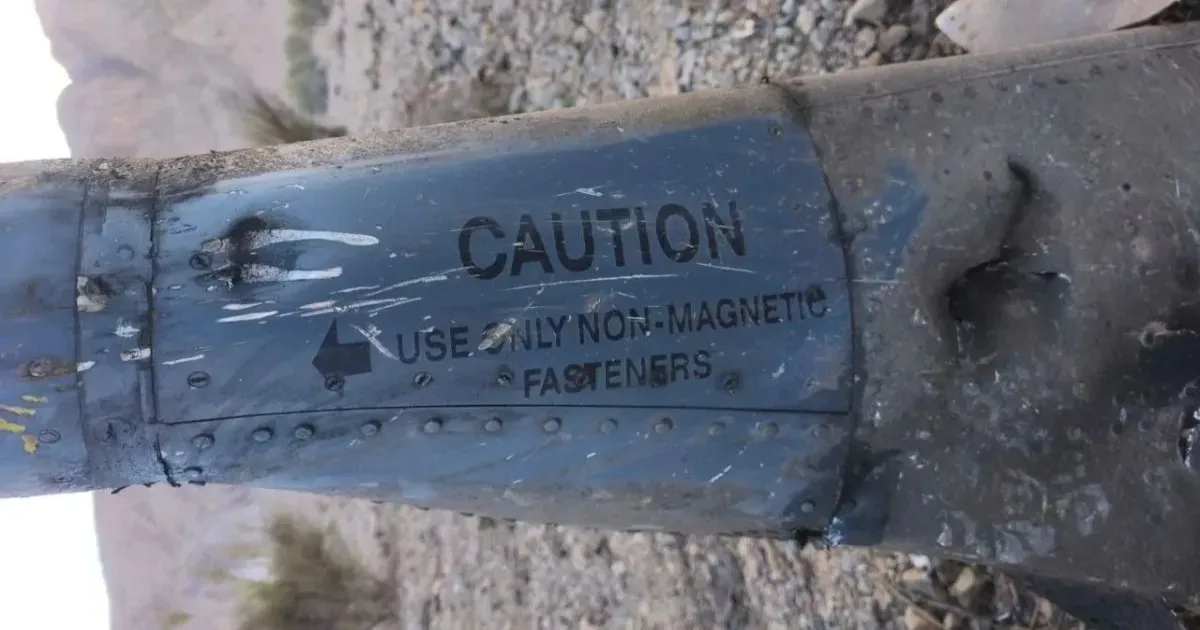 CAUTION
USE ONLY NON-MAGNETIC
FASTENERS